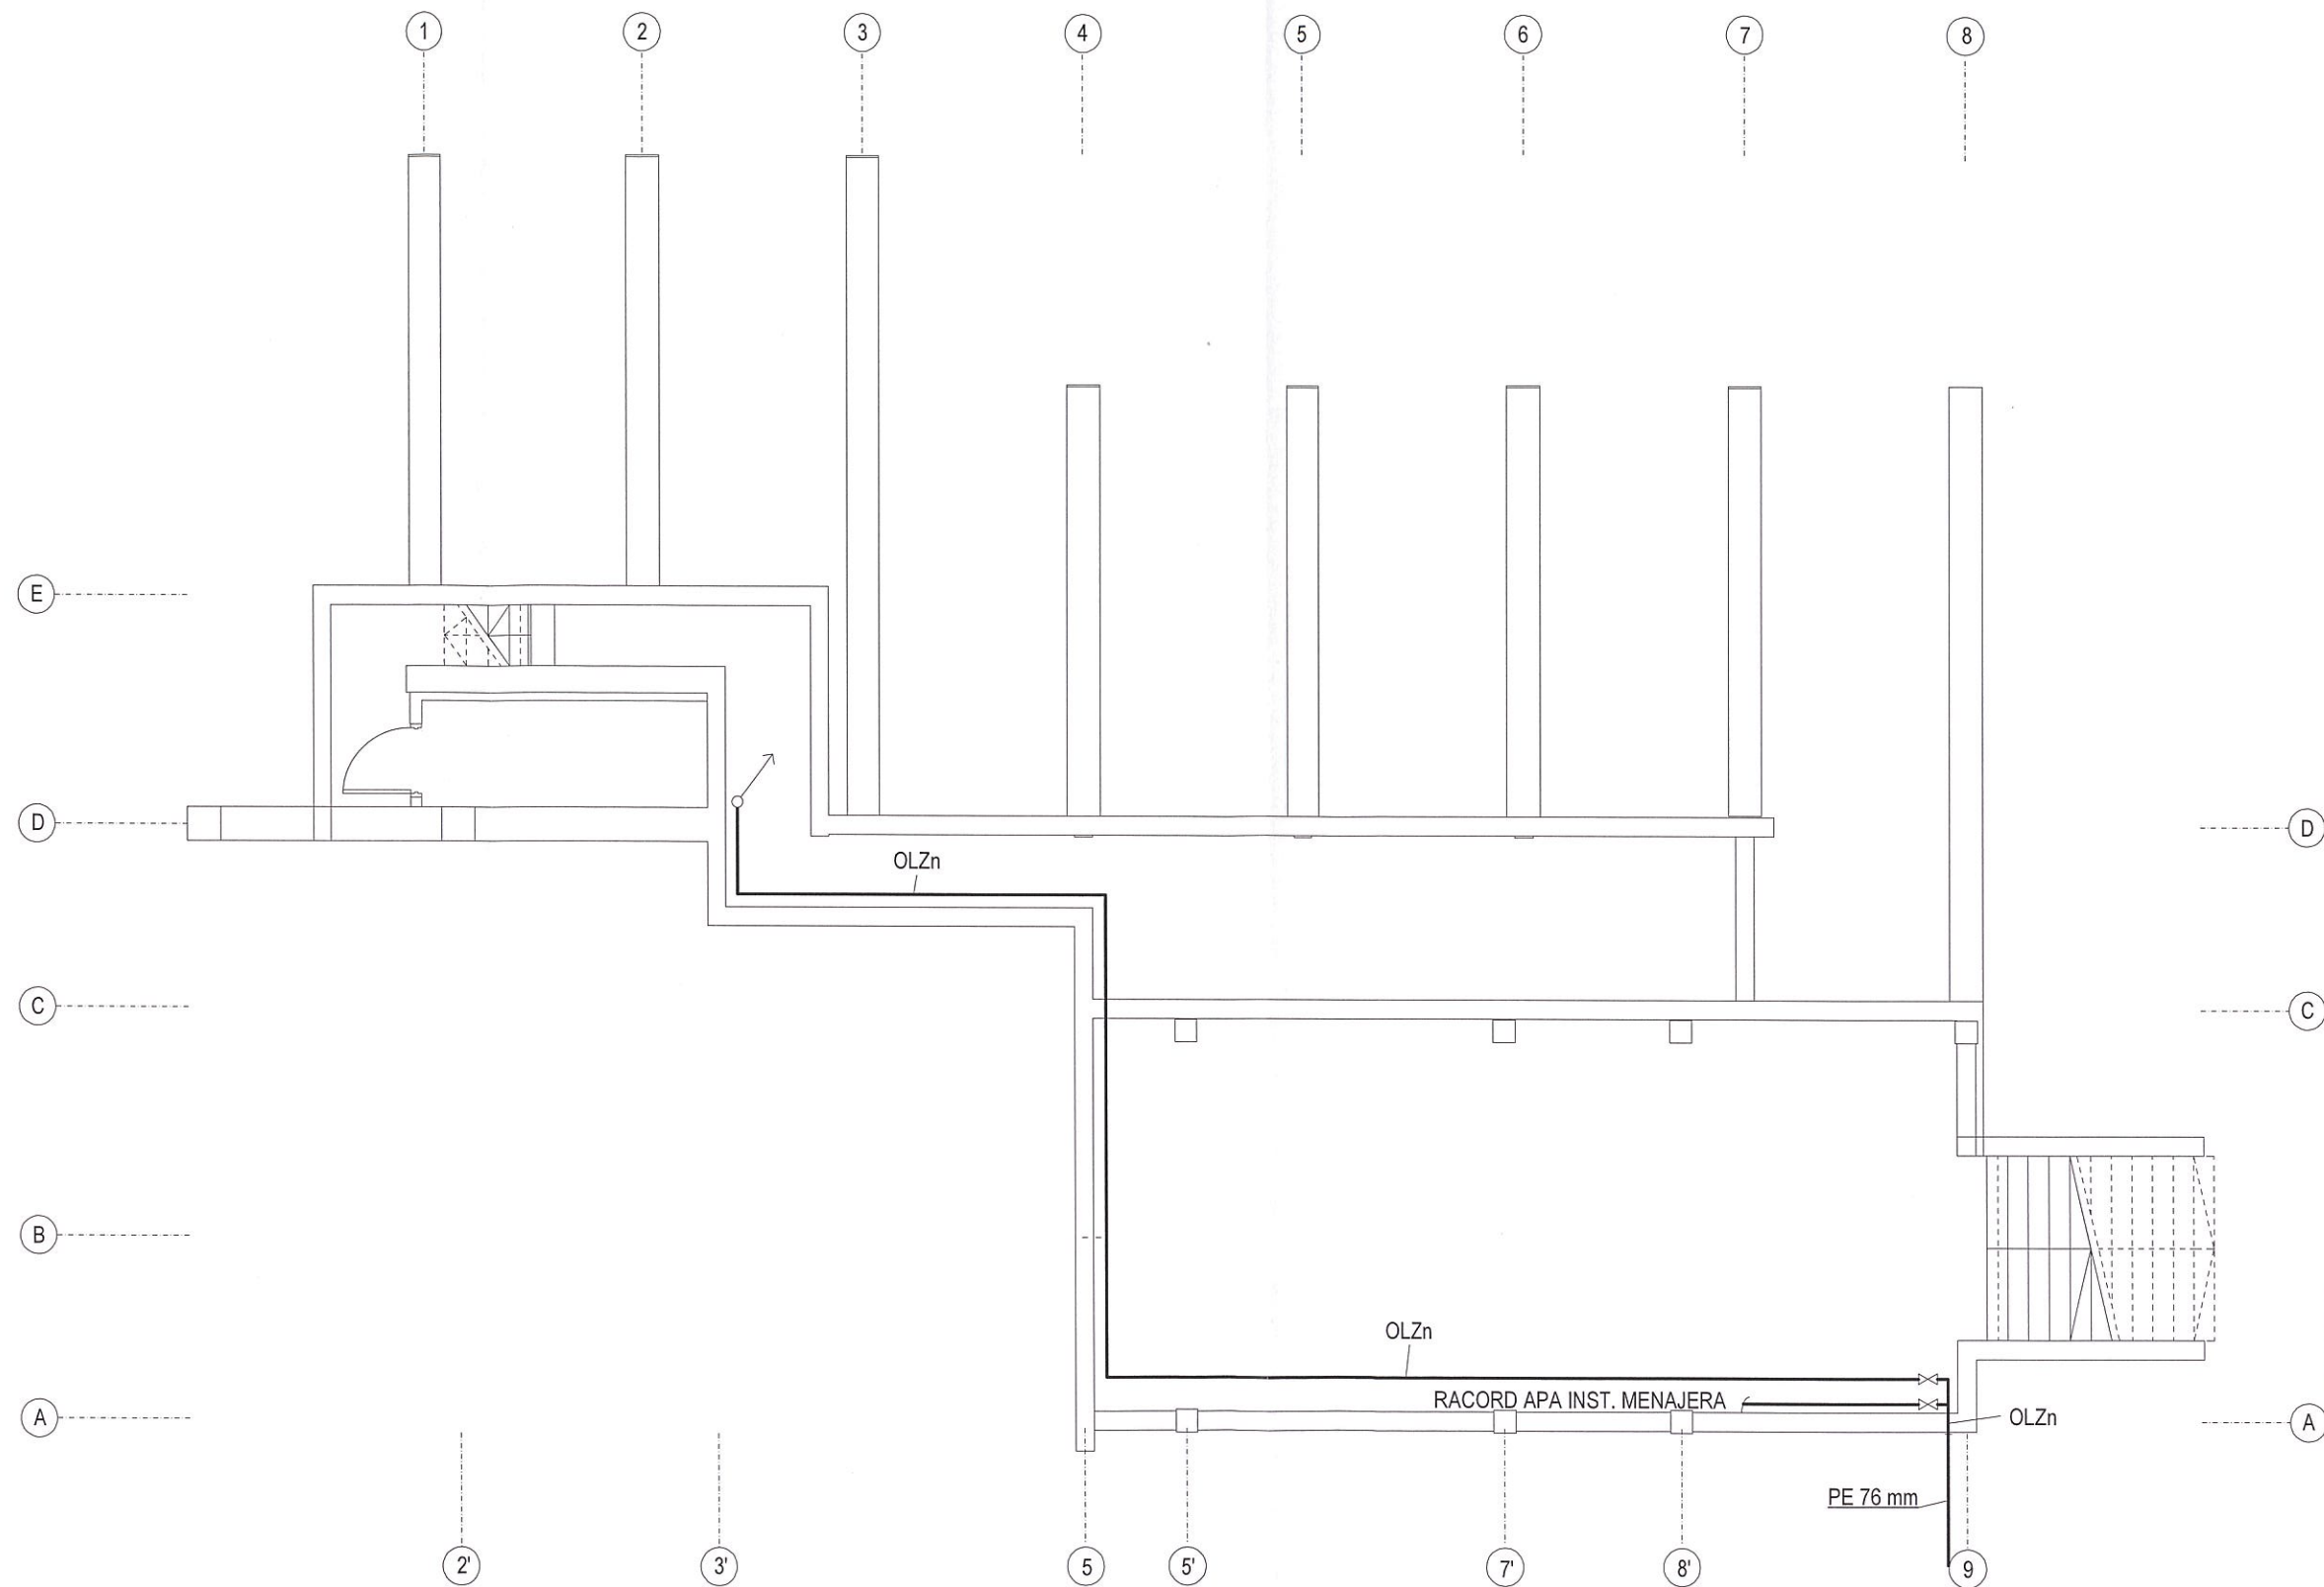 1 2 3 4 5 6 7 8
E
D D
OLZn
C C
B
OLZn
RACORD APA INST. MENAJERA
A OLZn A
PE 76 mm
2' 3' 5 5' 7' 8' 9